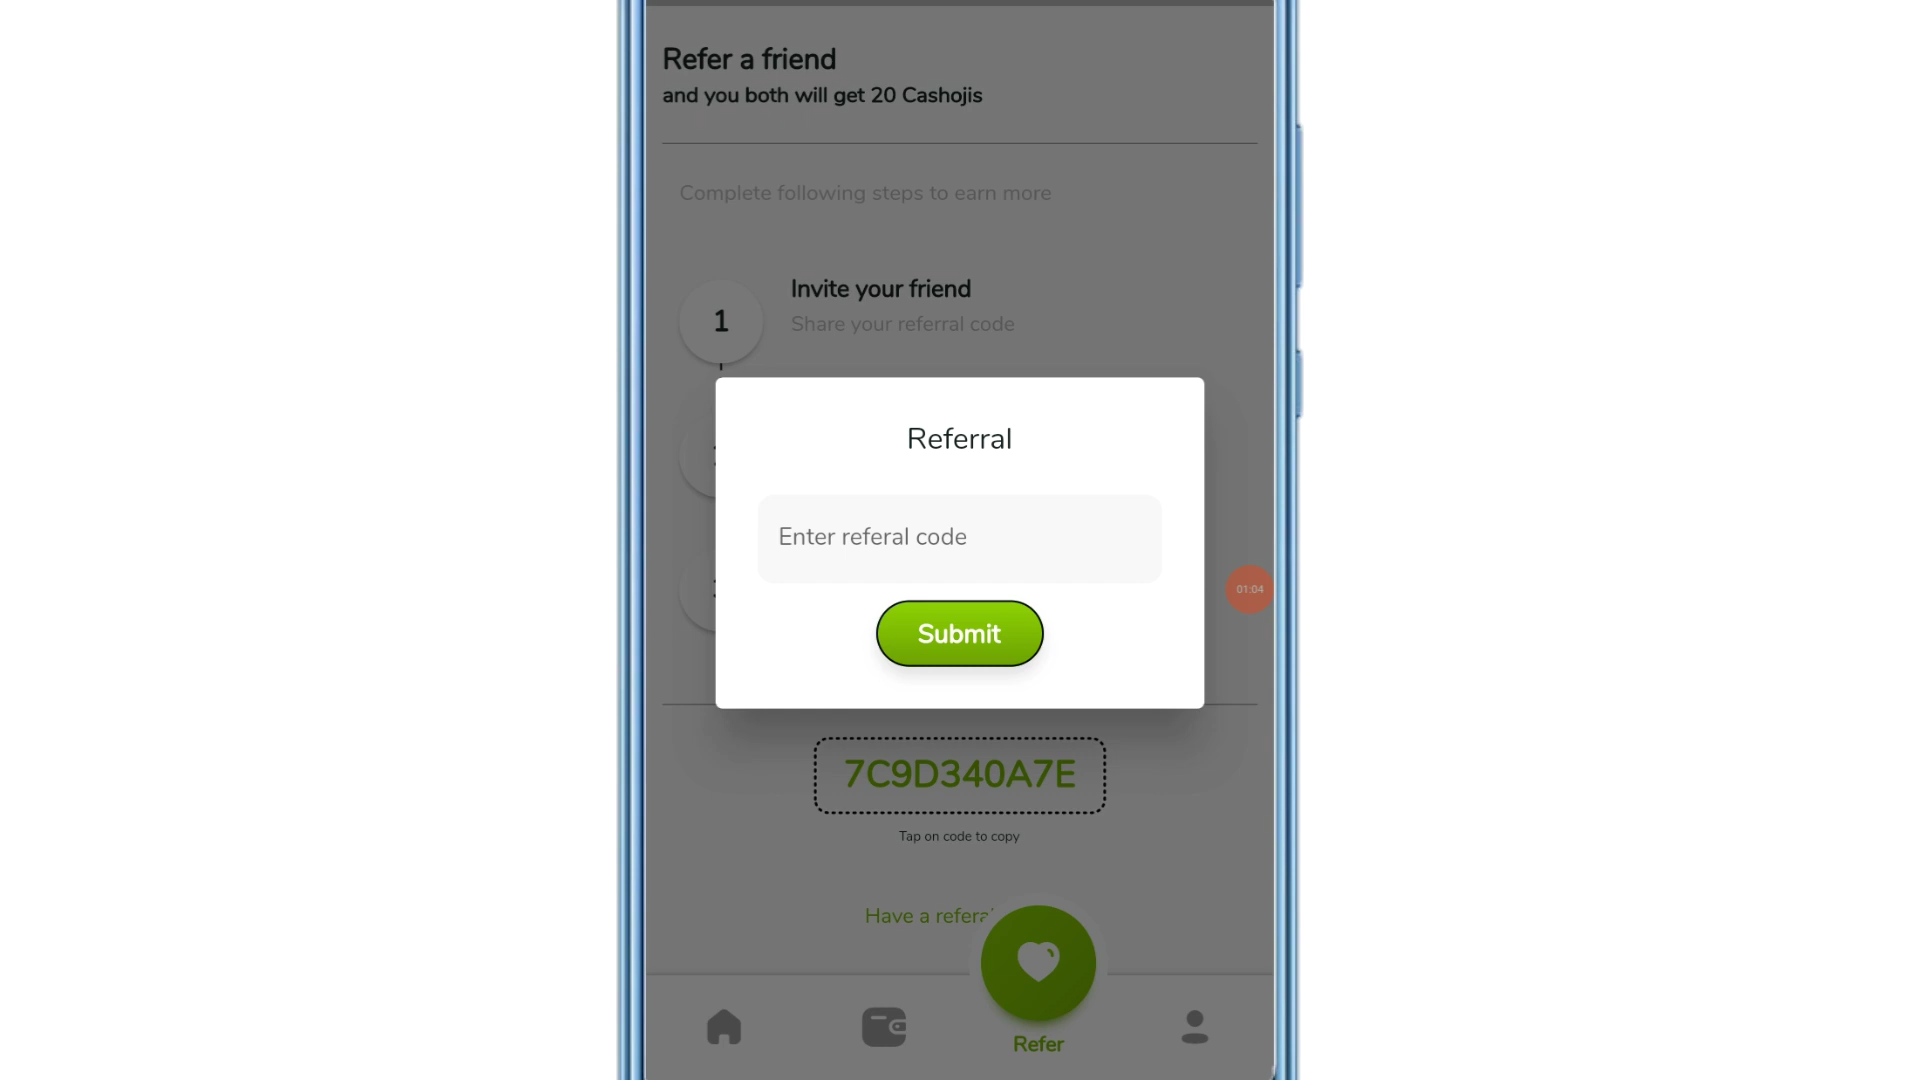 Refer a friend
and you both will get 20 Cashojis
Complete following steps to earn more
1
Invite your friend
Share your referral code
Referral
Enter referal code
Submit
01:04
7C9D340A7E
Tap on code to copy
Have a referal
Refer